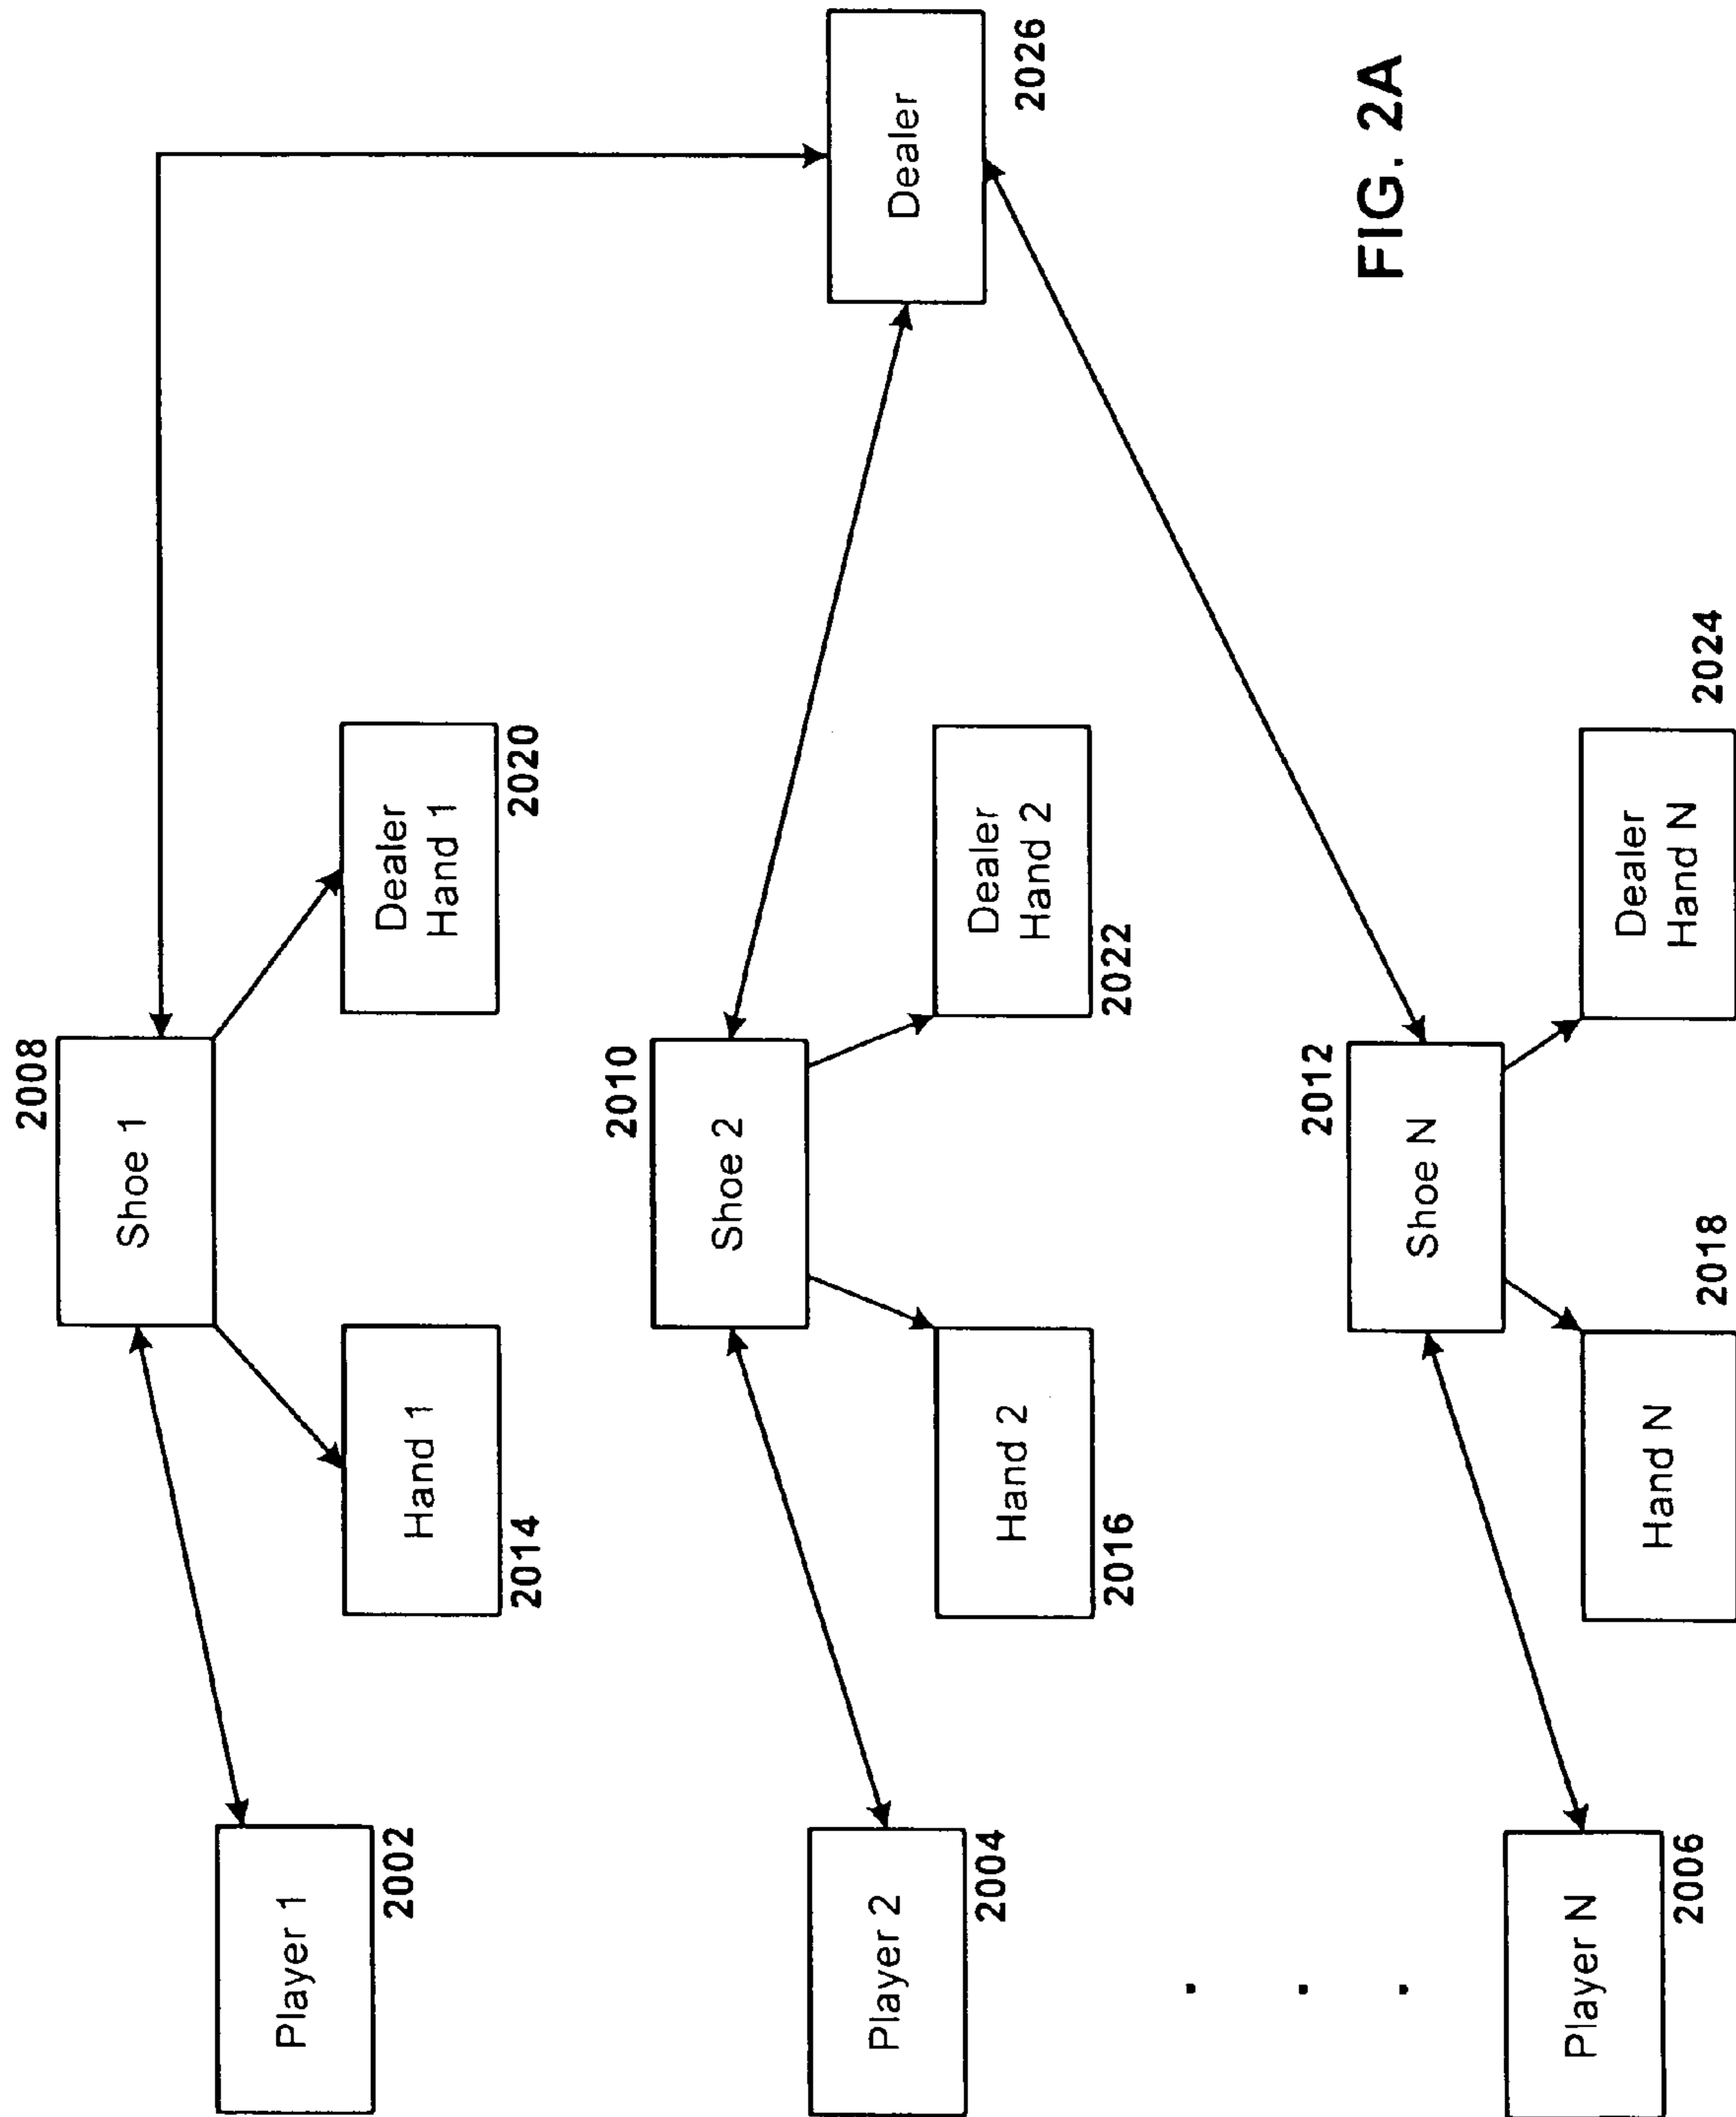 2008
Shoe 1
Player 1
2002
Hand 1
2014
Dealer
Hand 1
2020
2010
Shoe 2
Player 2
2004
Hand 2
2016
Dealer
Hand 2
2022
Dealer
2026
2012
Shoe N
Player N
2006
Hand N
2018
Dealer
Hand N
2024
. . .
FIG. 2A